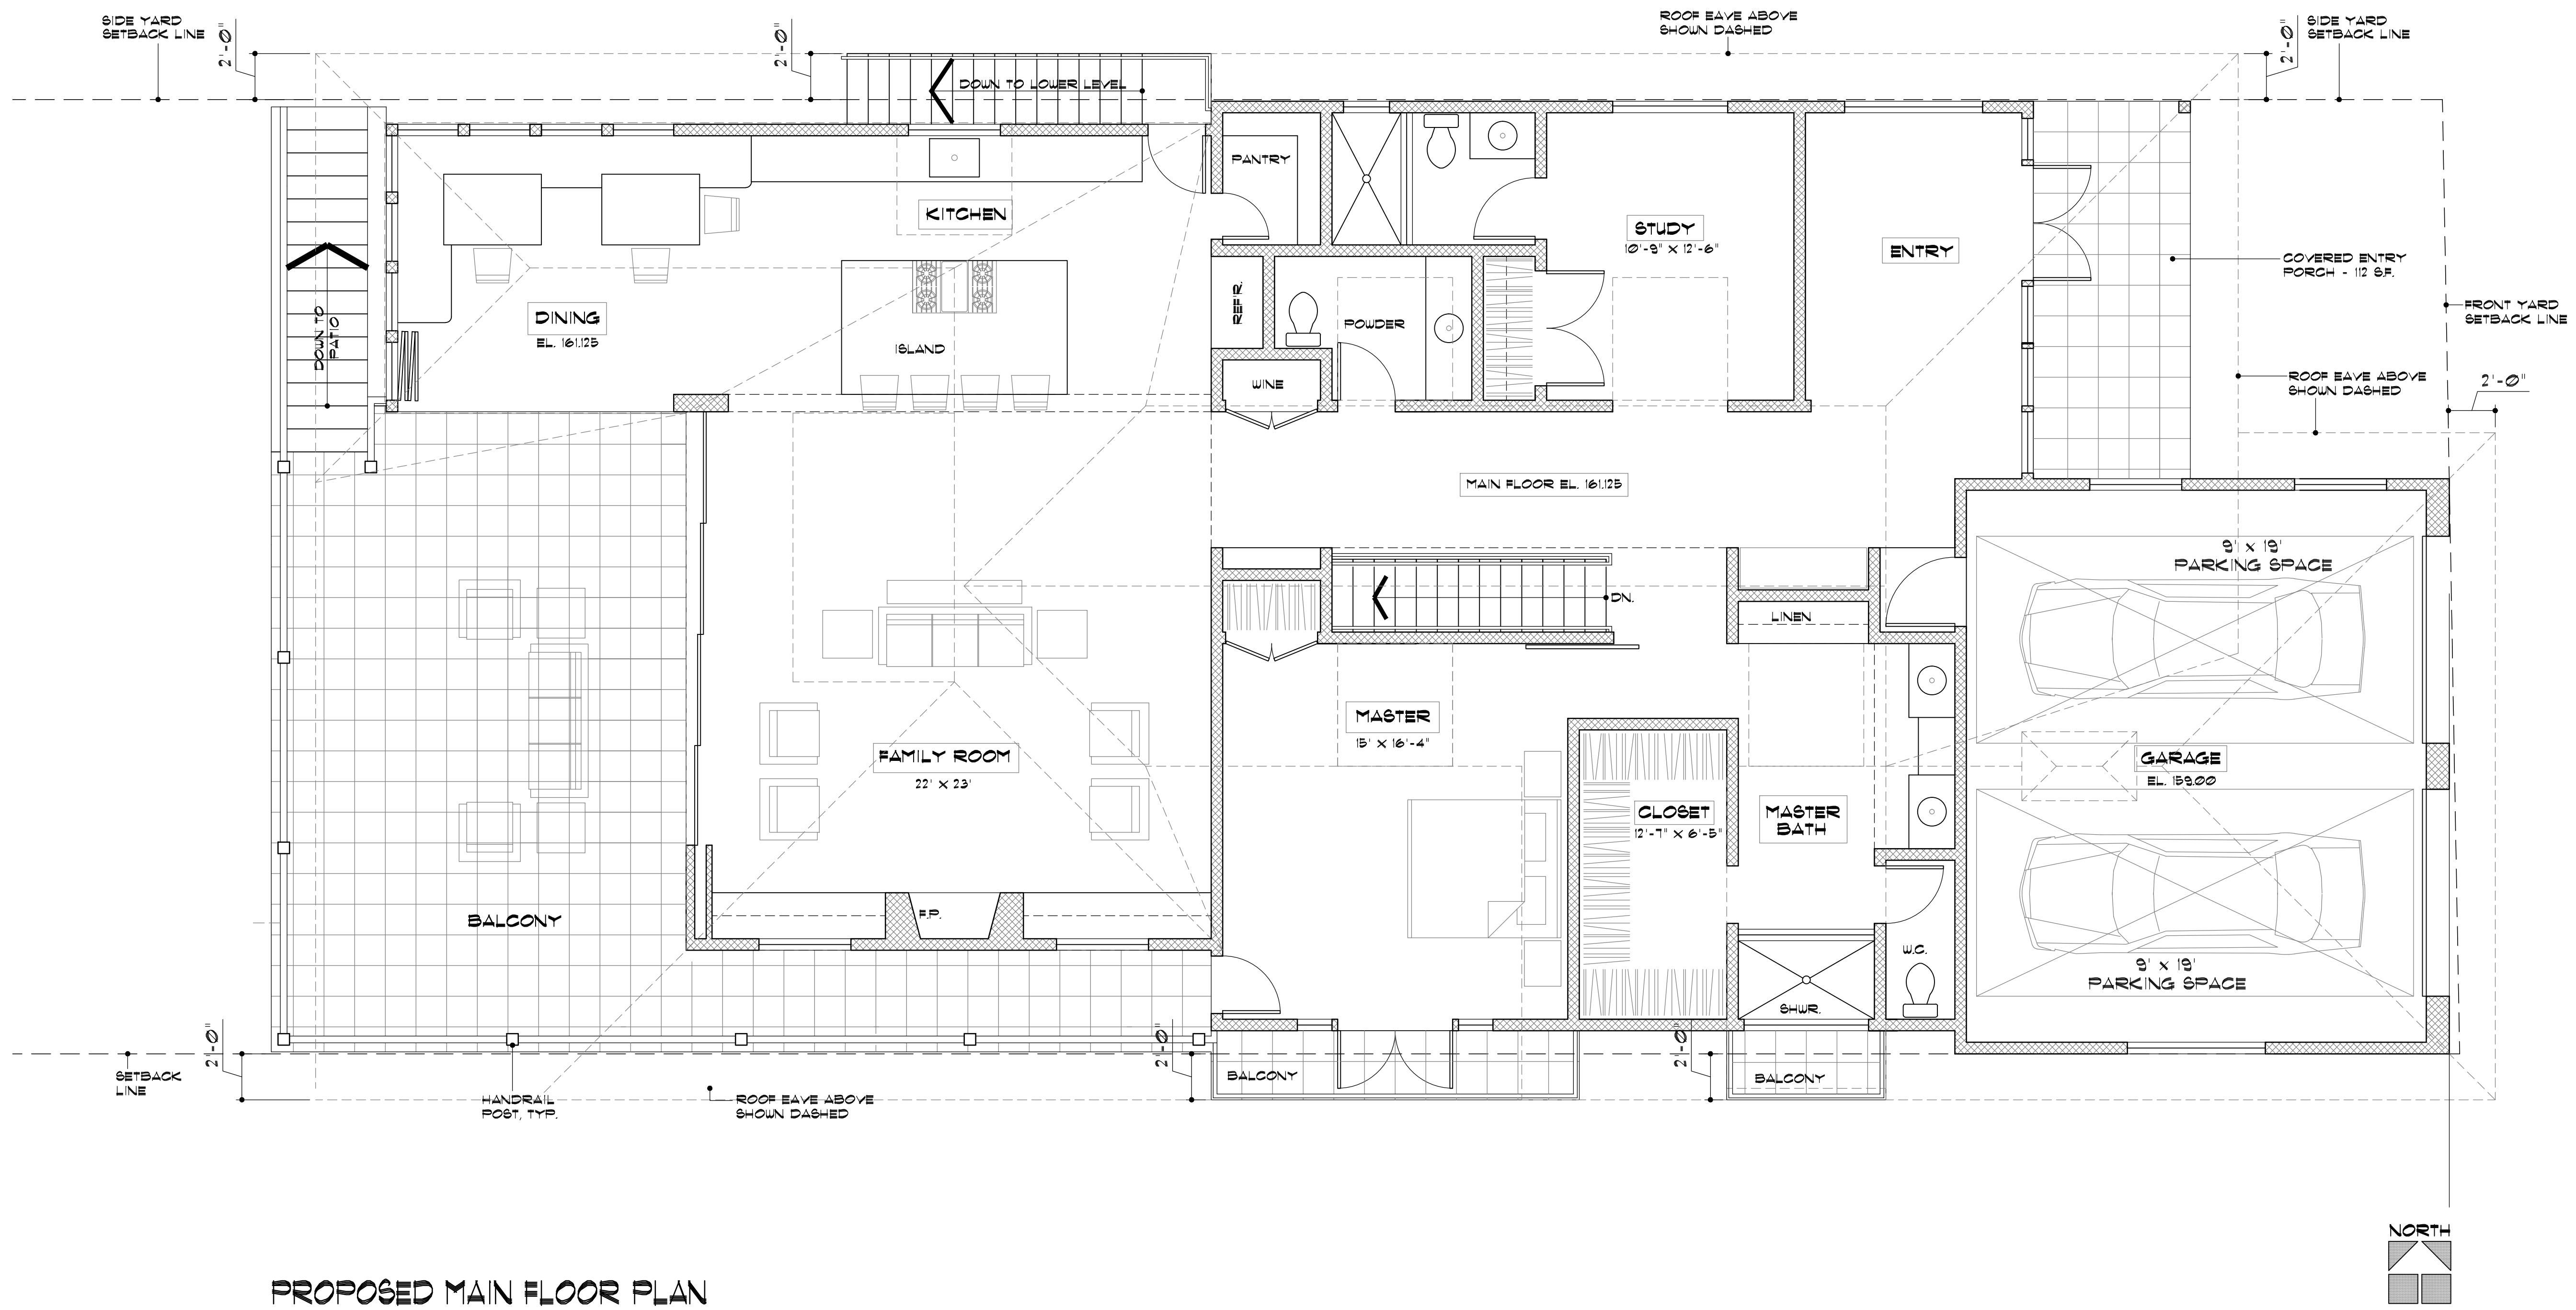 SIDE YARD
SETBACK LINE
2'-0"
2'-0"
ROOF EAVE ABOVE
SHOWN DASHED
2'-0"
SIDE YARD
SETBACK LINE
DOWN TO LOWER LEVEL
PANTRY
KITCHEN
STUDY
10'-9" X 12'-6"
ENTRY
COVERED ENTRY
PORCH - 112 S.F.
REFR.
FRONT YARD
SETBACK LINE
DINING
EL. 161.125
DOWN TO
PATIO
POWDER
ISLAND
WINE
ROOF EAVE ABOVE
SHOWN DASHED
2'-0"
MAIN FLOOR EL. 161.125
9' X 19'
PARKING SPACE
DN.
LINEN
MASTER
15' X 16'-4"
FAMILY ROOM
22' X 23'
GARAGE
EL. 159.00
CLOSET
12'-7" X 6'-5"
MASTER
BATH
F.P.
BALCONY
W.C.
9' X 19'
PARKING SPACE
SHWR.
2'-0"
2'-0"
2'-0"
SETBACK
LINE
BALCONY
BALCONY
HANDRAIL
POST, TYP.
ROOF EAVE ABOVE
SHOWN DASHED
NORTH
PROPOSED MAIN FLOOR PLAN